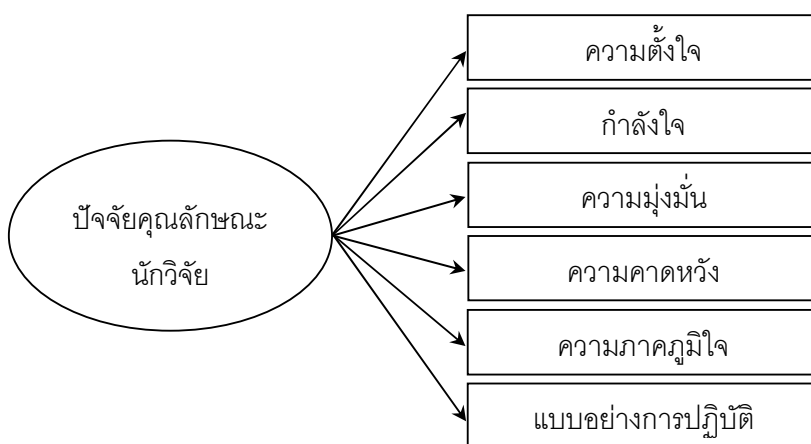 ปัจจัยคุณลักษณะ
นักวิจัย
ความตั้งใจ
กำลังใจ
ความมุ่งมั่น
ความคาดหวัง
ความภาคภูมิใจ
แบบอย่างการปฏิบัติ